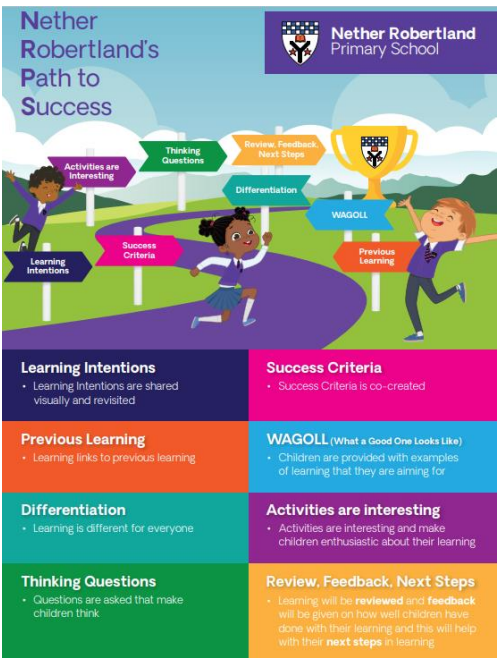 Nether
Robertland's
Path to
Success
Nether Robertland
Primary School
Activities are
Interesting
Thinking
Questions
Review, Feedback,
Next Steps
Differentiation
WAGOLL
Learning
Intentions
Success
Criteria
Previous
Learning
Learning Intentions
• Learning Intentions are shared
visually and revisited
Success Criteria
• Success Criteria is co-created
Previous Learning
• Learning links to previous learning
WAGOLL (What a Good One Looks Like)
• Children are provided with examples
of learning that they are aiming for
Differentiation
• Learning is different for everyone
Activities are interesting
• Activities are interesting and make
children enthusiastic about their learning
Thinking Questions
• Questions are asked that make
children think
Review, Feedback, Next Steps
• Learning will be reviewed and feedback
will be given on how well children have
done with their learning and this will help
with their next steps in learning